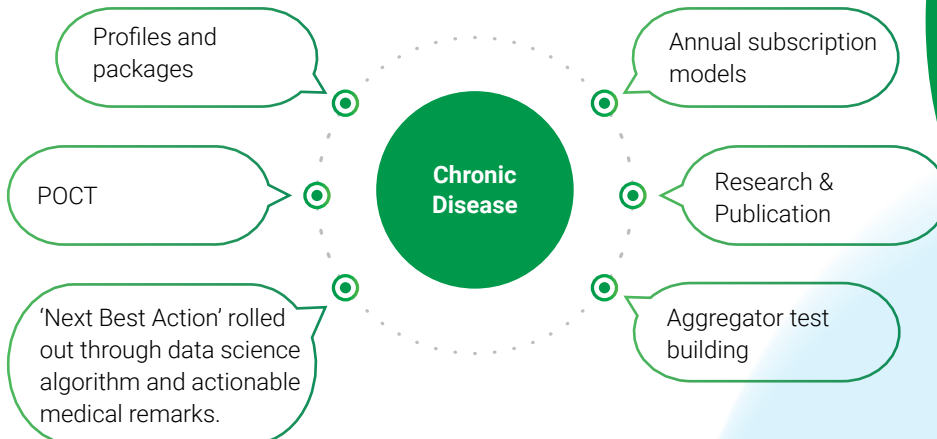 Profiles and
packages
POCT
‘Next Best Action’ rolled
out through data science
algorithm and actionable
medical remarks.
Chronic
Disease
Annual subscription
models
Research &
Publication
Aggregator test
building